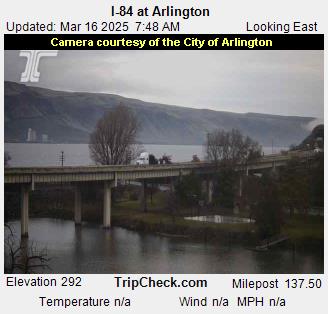 I-84 at Arlington
Updated: Mar 16 2025 7:48 AM Looking East
Camera courtesy of the City of Arlington
Elevation 292 TripCheck.com Milepost 137.50
Temperature n/a Wind n/a MPH n/a